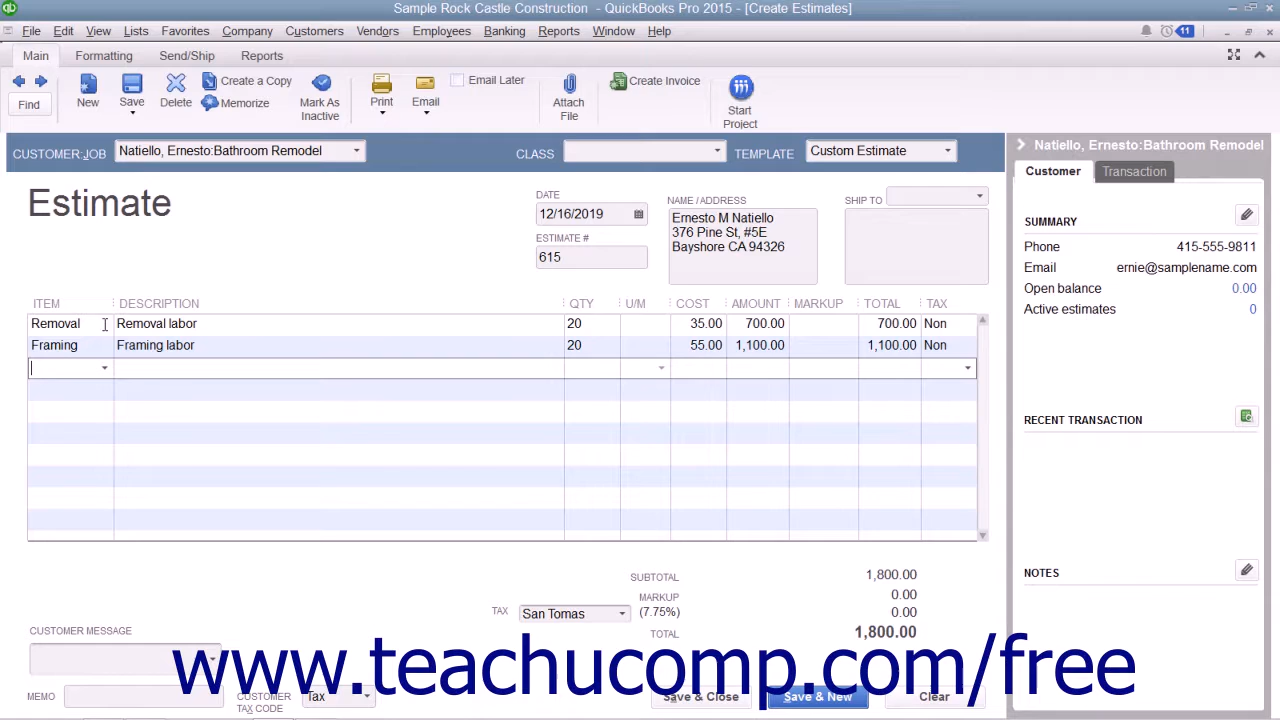 Sample Rock Castle Construction - QuickBooks Pro 2015 - [Create Estimates]
File Edit View Lists Favorites Company Customers Vendors Employees Banking Reports Window Help
11
Main Formatting Send/Ship Reports
Find
New
Save
Delete
Create a Copy
Memorize
Mark As
Inactive
Print
Email
Email Later
Attach
File
Create Invoice
Start
Project
CUSTOMER:JOB Natiello, Ernesto:Bathroom Remodel CLASS TEMPLATE Custom Estimate
Estimate
DATE
12/16/2019
ESTIMATE #
615
NAME / ADDRESS
Ernesto M Natiello
376 Pine St, #5E
Bayshore CA 94326
SHIP TO
ITEM DESCRIPTION QTY U/M COST AMOUNT MARKUP TOTAL TAX
Removal Removal labor 20 35.00 700.00 700.00 Non
Framing Framing labor 20 55.00 1,100.00 1,100.00 Non
SUBTOTAL 1,800.00
MARKUP 0.00
TAX San Tomas (7.75%) 0.00
TOTAL 1,800.00
CUSTOMER MESSAGE
MEMO
CUSTOMER
TAX CODE
Tax
Save & Close Save & New Clear
Natiello, Ernesto:Bathroom Remodel
Customer Transaction
SUMMARY
Phone 415-555-9811
Email ernie@samplename.com
Open balance 0.00
Active estimates 0
RECENT TRANSACTION
NOTES
www.teachucomp.com/free